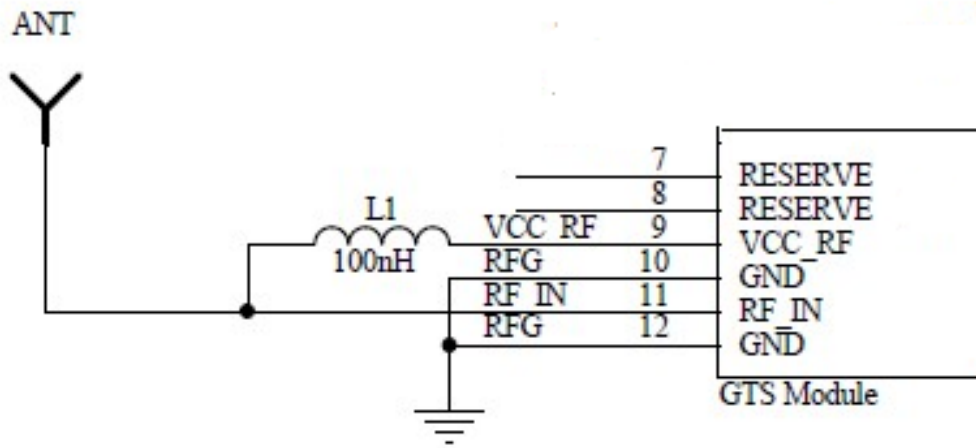 ANT
7 RESERVE
8 RESERVE
L1
100nH
VCC_RF 9 VCC_RF
RFG 10 GND
RF_IN 11 RF_IN
RFG 12 GND
GTS Module